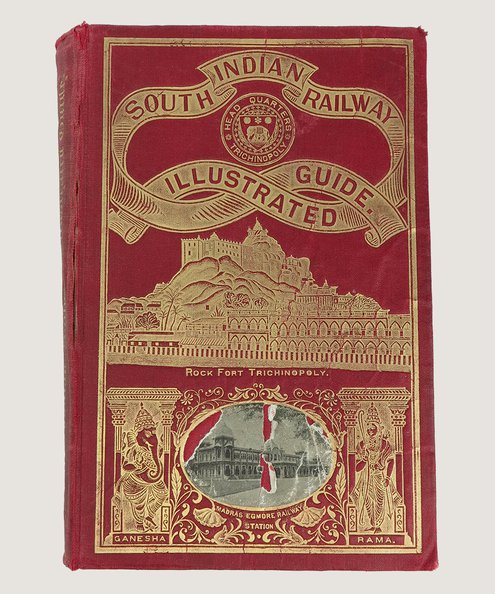 SOUTH INDIAN RAILWAY
HEAD QUARTERS
TRICHINOPOLY
ILLUSTRATED GUIDE.
ROCK FORT TRICHINOPOLY.
MADRAS EGMORE RAILWAY
STATION
GANESHA
RAMA.